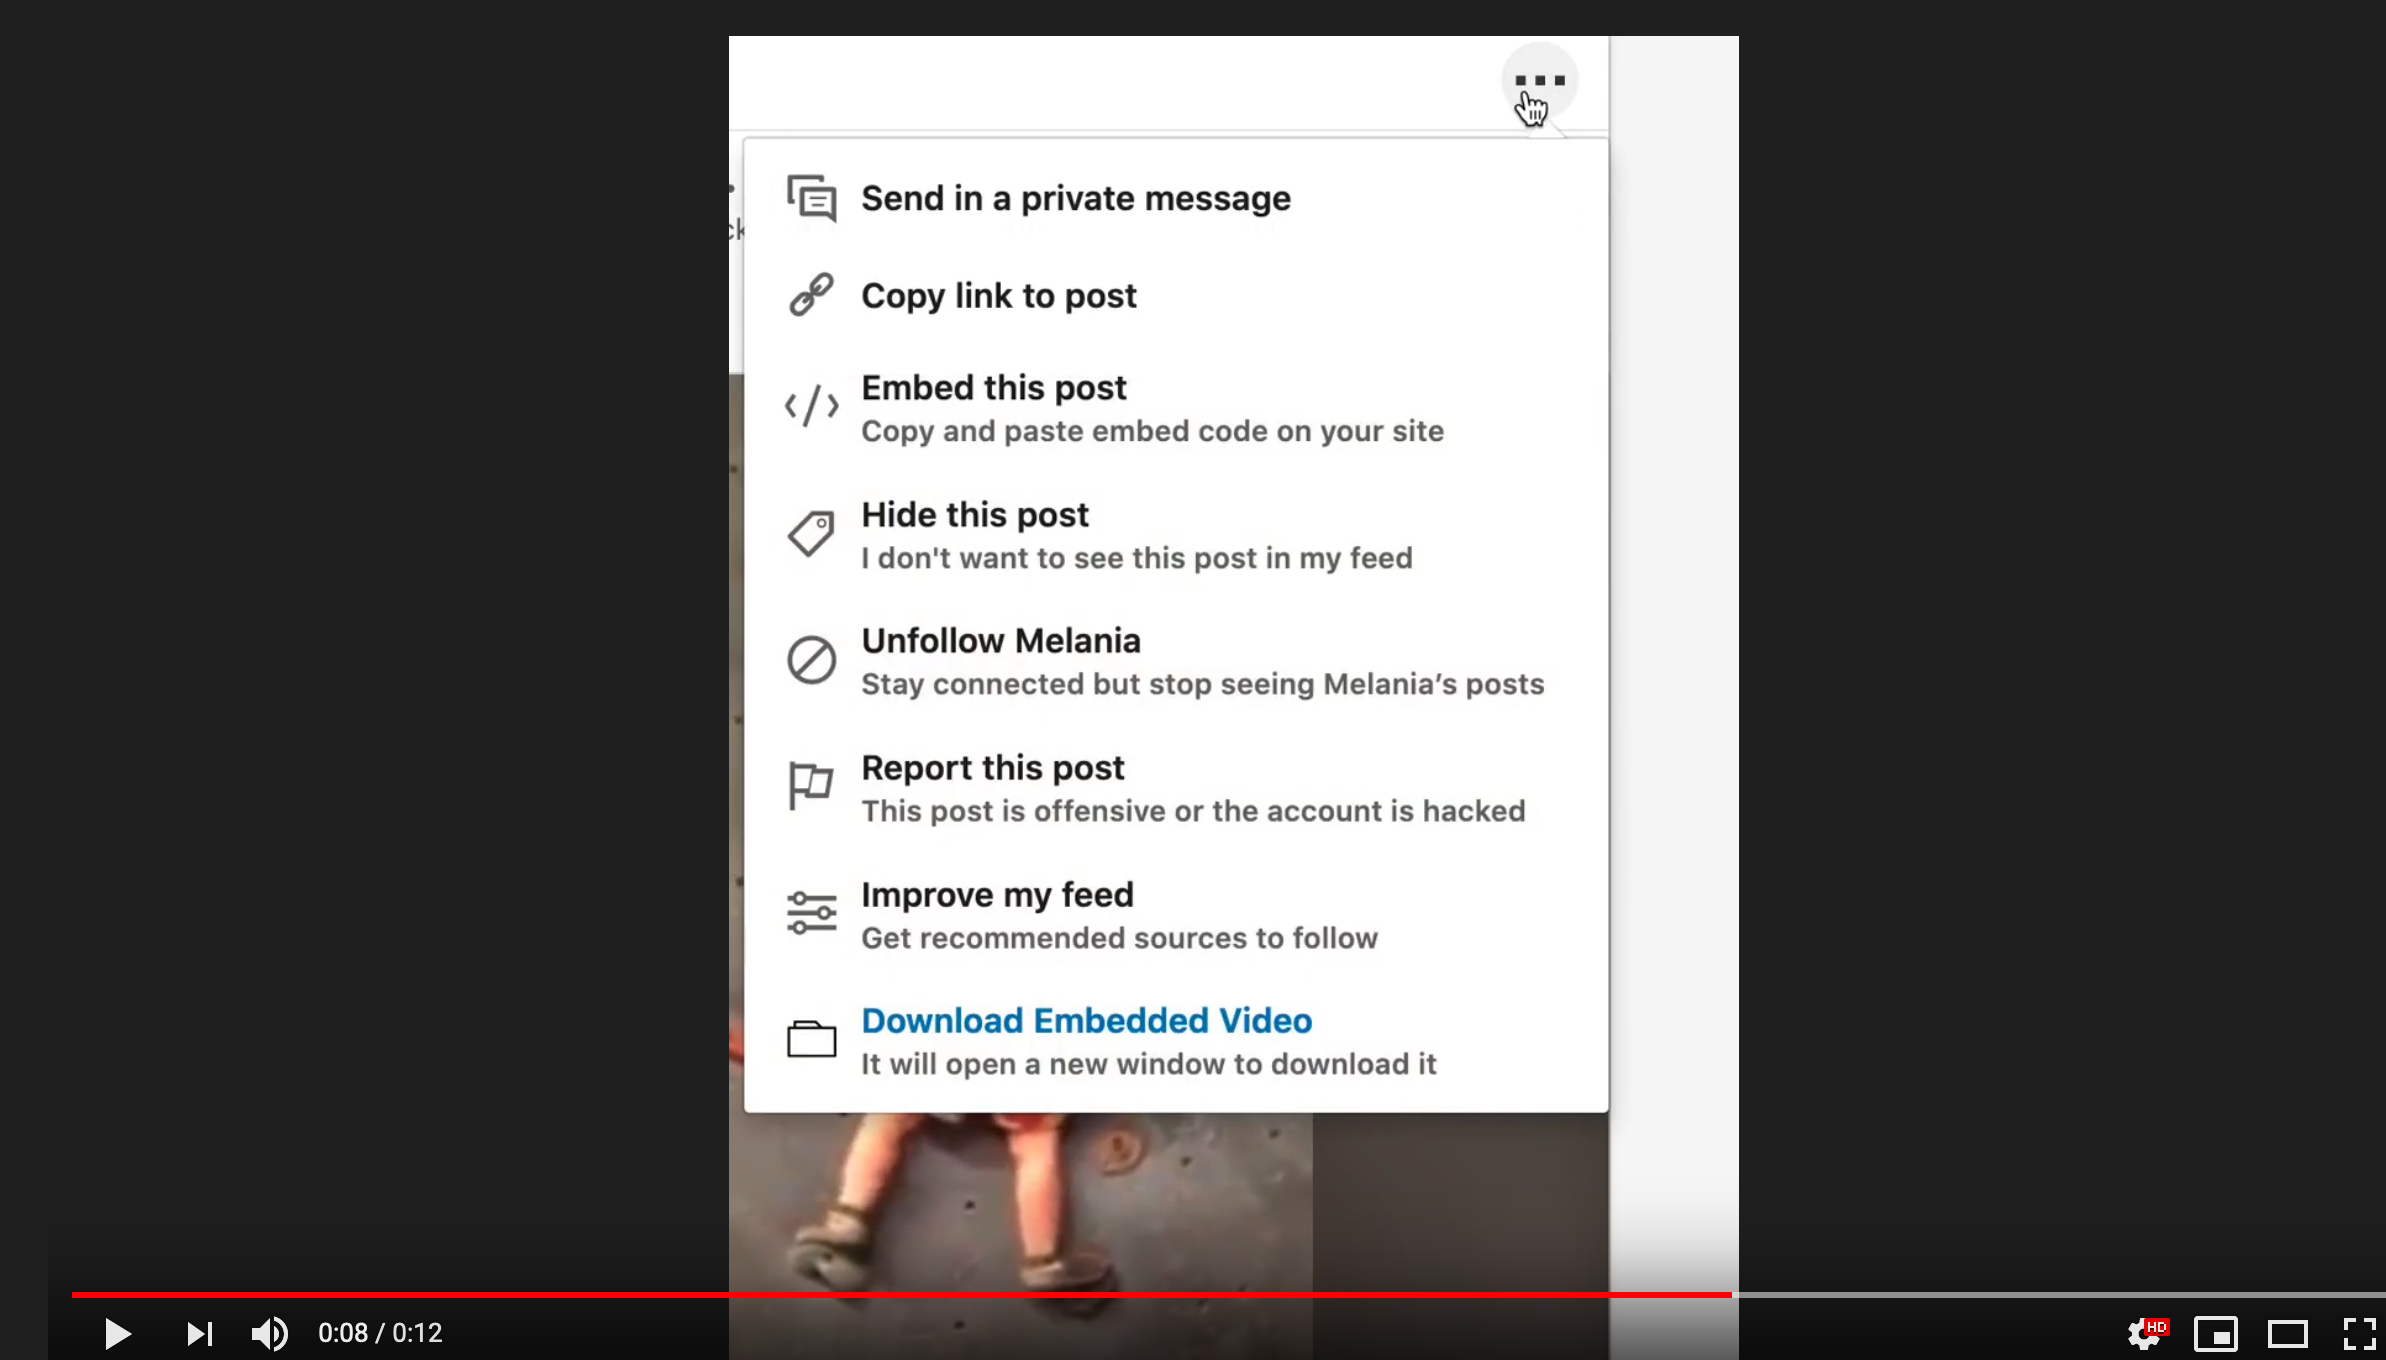 Send in a private message
Copy link to post
Embed this post
Copy and paste embed code on your site
Hide this post
I don't want to see this post in my feed
Unfollow Melania
Stay connected but stop seeing Melania’s posts
Report this post
This post is offensive or the account is hacked
Improve my feed
Get recommended sources to follow
Download Embedded Video
It will open a new window to download it
0:08 / 0:12
HD